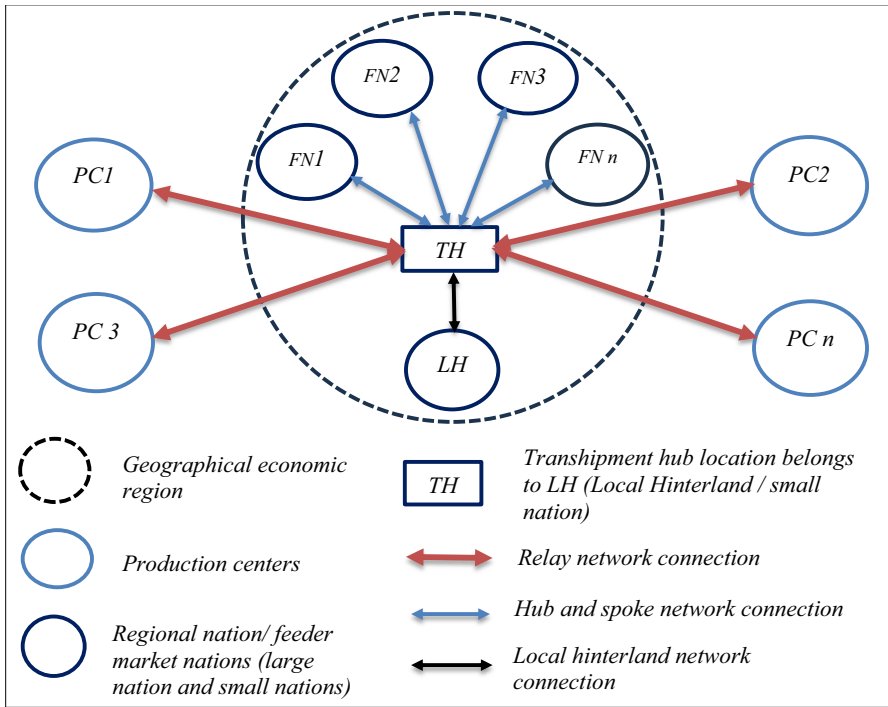 FN2
FN3
FN1
FN n
PC1
PC2
TH
PC 3
PC n
LH
Geographical economic
region
TH
Transhipment hub location belongs
to LH (Local Hinterland / small
nation)
Production centers
Relay network connection
Hub and spoke network connection
Regional nation/ feeder
market nations (large
nation and small nations)
Local hinterland network
connection